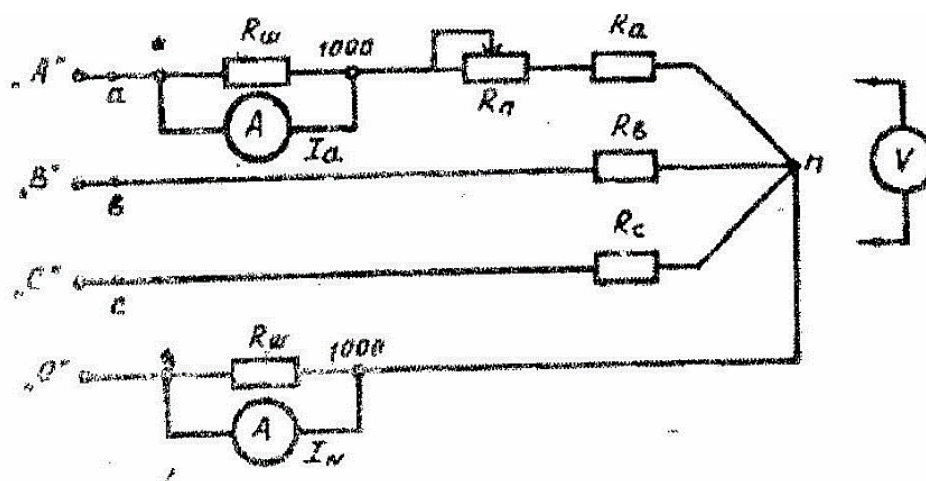 * Rш 1000 Rп Ra
„A" a
A Ia
„B" в Rв n V
„C" c Rc
* Rш 1000
„O"
A IN